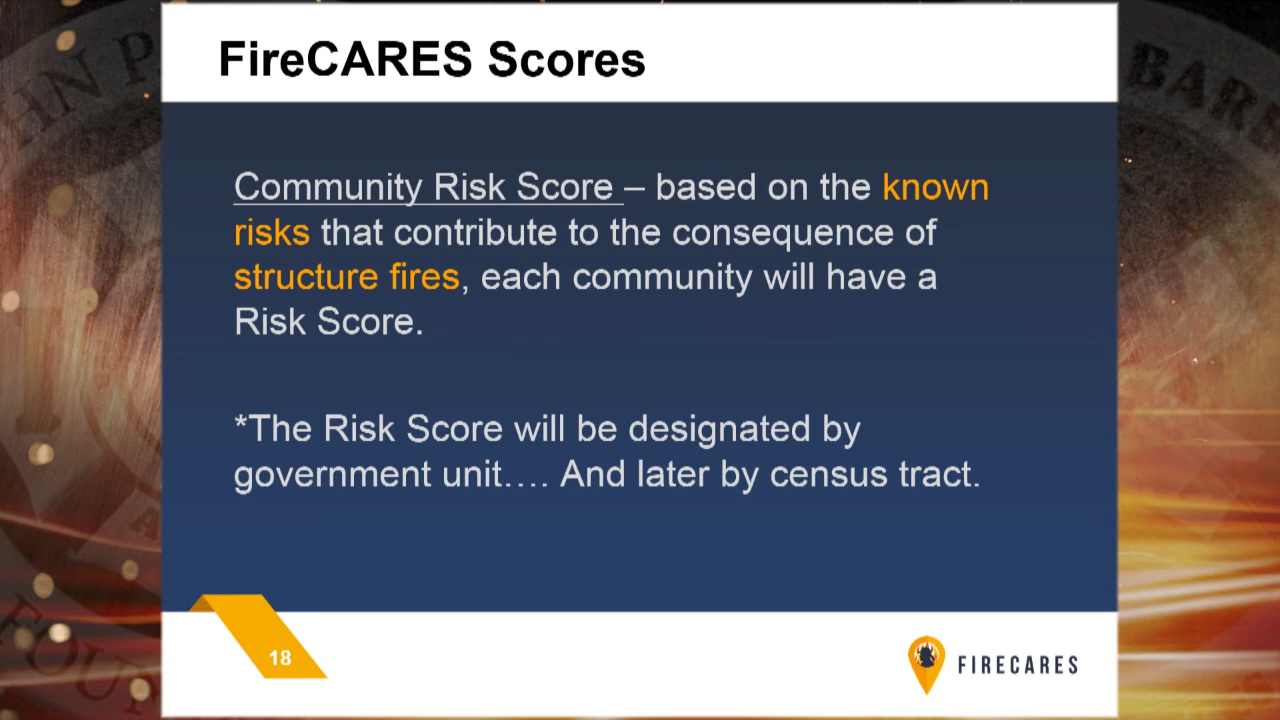 FireCARES Scores
Community Risk Score – based on the known
risks that contribute to the consequence of
structure fires, each community will have a
Risk Score.
*The Risk Score will be designated by
government unit…. And later by census tract.
18
FIRECARES